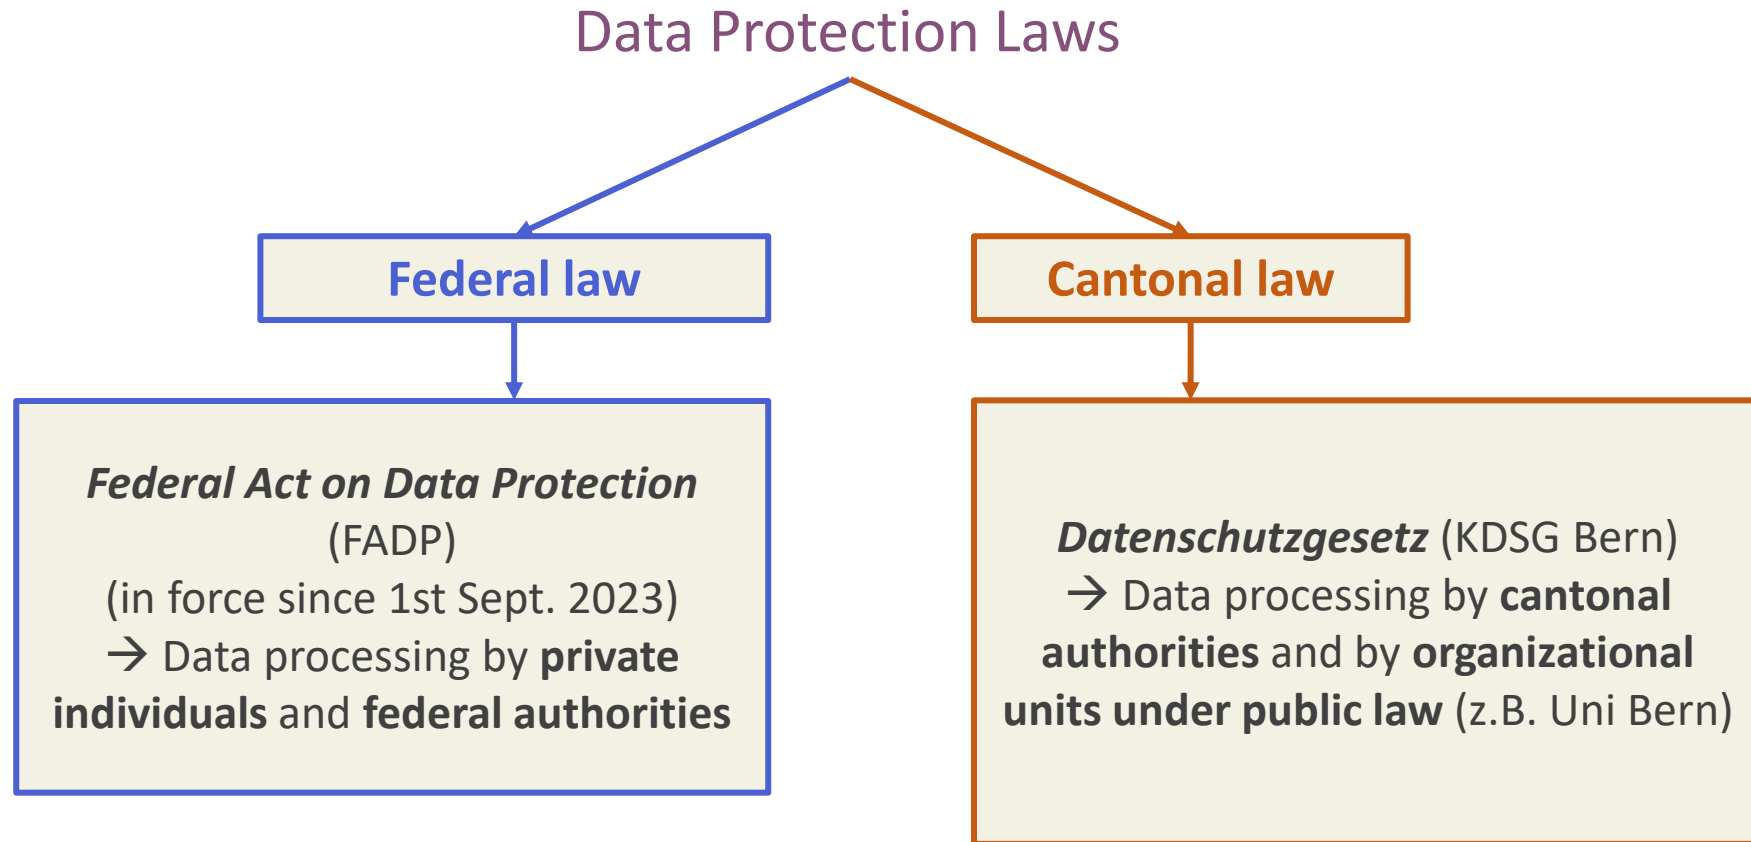 Data Protection Laws
Federal law
Cantonal law
Federal Act on Data Protection
(FADP)
(in force since 1st Sept. 2023)
→ Data processing by private
individuals and federal authorities
Datenschutzgesetz (KDSG Bern)
→ Data processing by cantonal
authorities and by organizational
units under public law (z.B. Uni Bern)